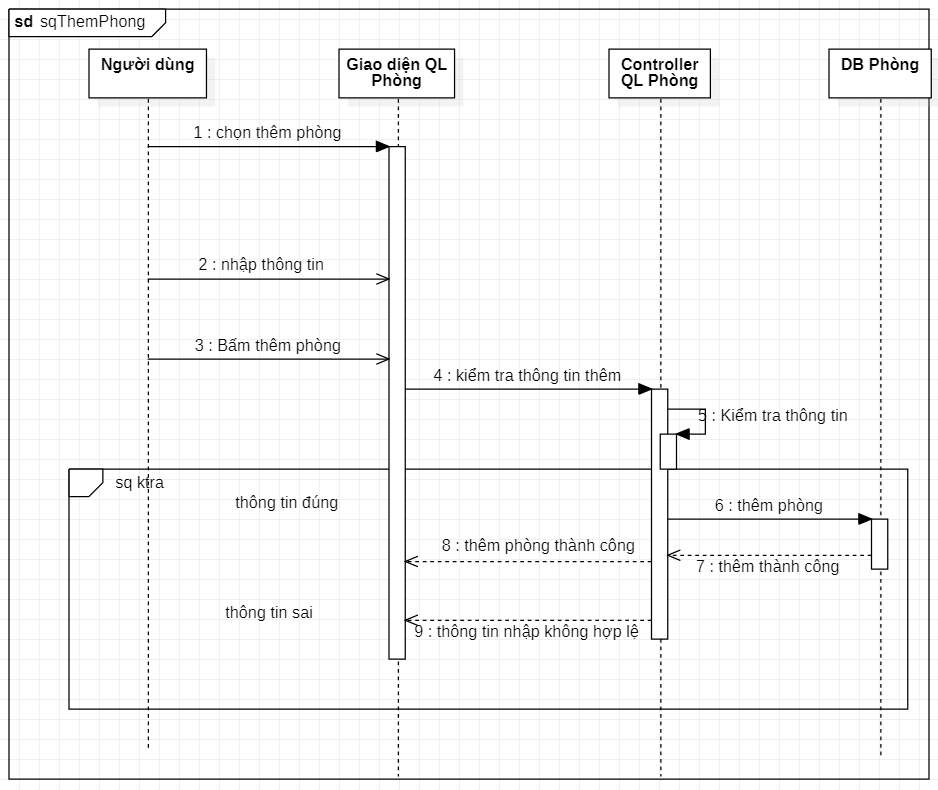 sd sqThemPhong
Người dùng
Giao diện QL
Phòng
Controller
QL Phòng
DB Phòng
1 : chọn thêm phòng
2 : nhập thông tin
3 : Bấm thêm phòng
4 : kiểm tra thông tin thêm
5 : Kiểm tra thông tin
sq ktra
thông tin đúng
6 : thêm phòng
8 : thêm phòng thành công
7 : thêm thành công
thông tin sai
9 : thông tin nhập không hợp lệ